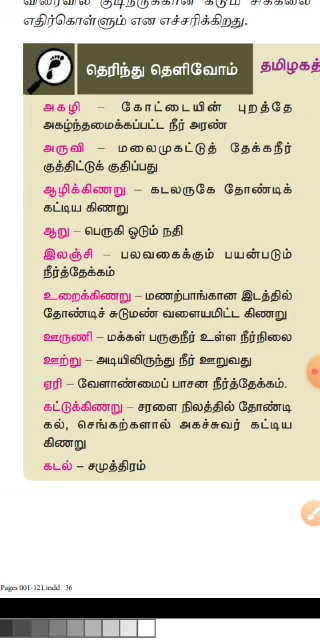 எதிர்கொள்ளும் என எச்சரிக்கிறது.
தெரிந்து தெளிவோம்
தமிழகத்
அகழி – கோட்டையின் புறத்தே
அகழ்ந்தமைக்கப்பட்ட நீர் அரண்
அருவி – மலைமுகட்டுத் தேக்கநீர்
குத்திட்டுக் குதிப்பது
ஆழிக்கிணறு – கடலருகே தோண்டிக்
கட்டிய கிணறு
ஆறு – பெருகி ஓடும் நதி
இலஞ்சி – பலவகைக்கும் பயன்படும்
நீர்த்தேக்கம்
உறைக்கிணறு – மணற்பாங்கான இடத்தில்
தோண்டிச் சுடுமண் வளையமிட்ட கிணறு
ஊருணி – மக்கள் பருகுநீர் உள்ள நீர்நிலை
ஊற்று – அடியிலிருந்து நீர் ஊறுவது
ஏரி – வேளாண்மைப் பாசன நீர்த்தேக்கம்.
கட்டுக்கிணறு – சரளை நிலத்தில் தோண்டி
கல், செங்கற்களால் அகச்சுவர் கட்டிய
கிணறு
கடல் – சமுத்திரம்
Pages 001-121.indd 36